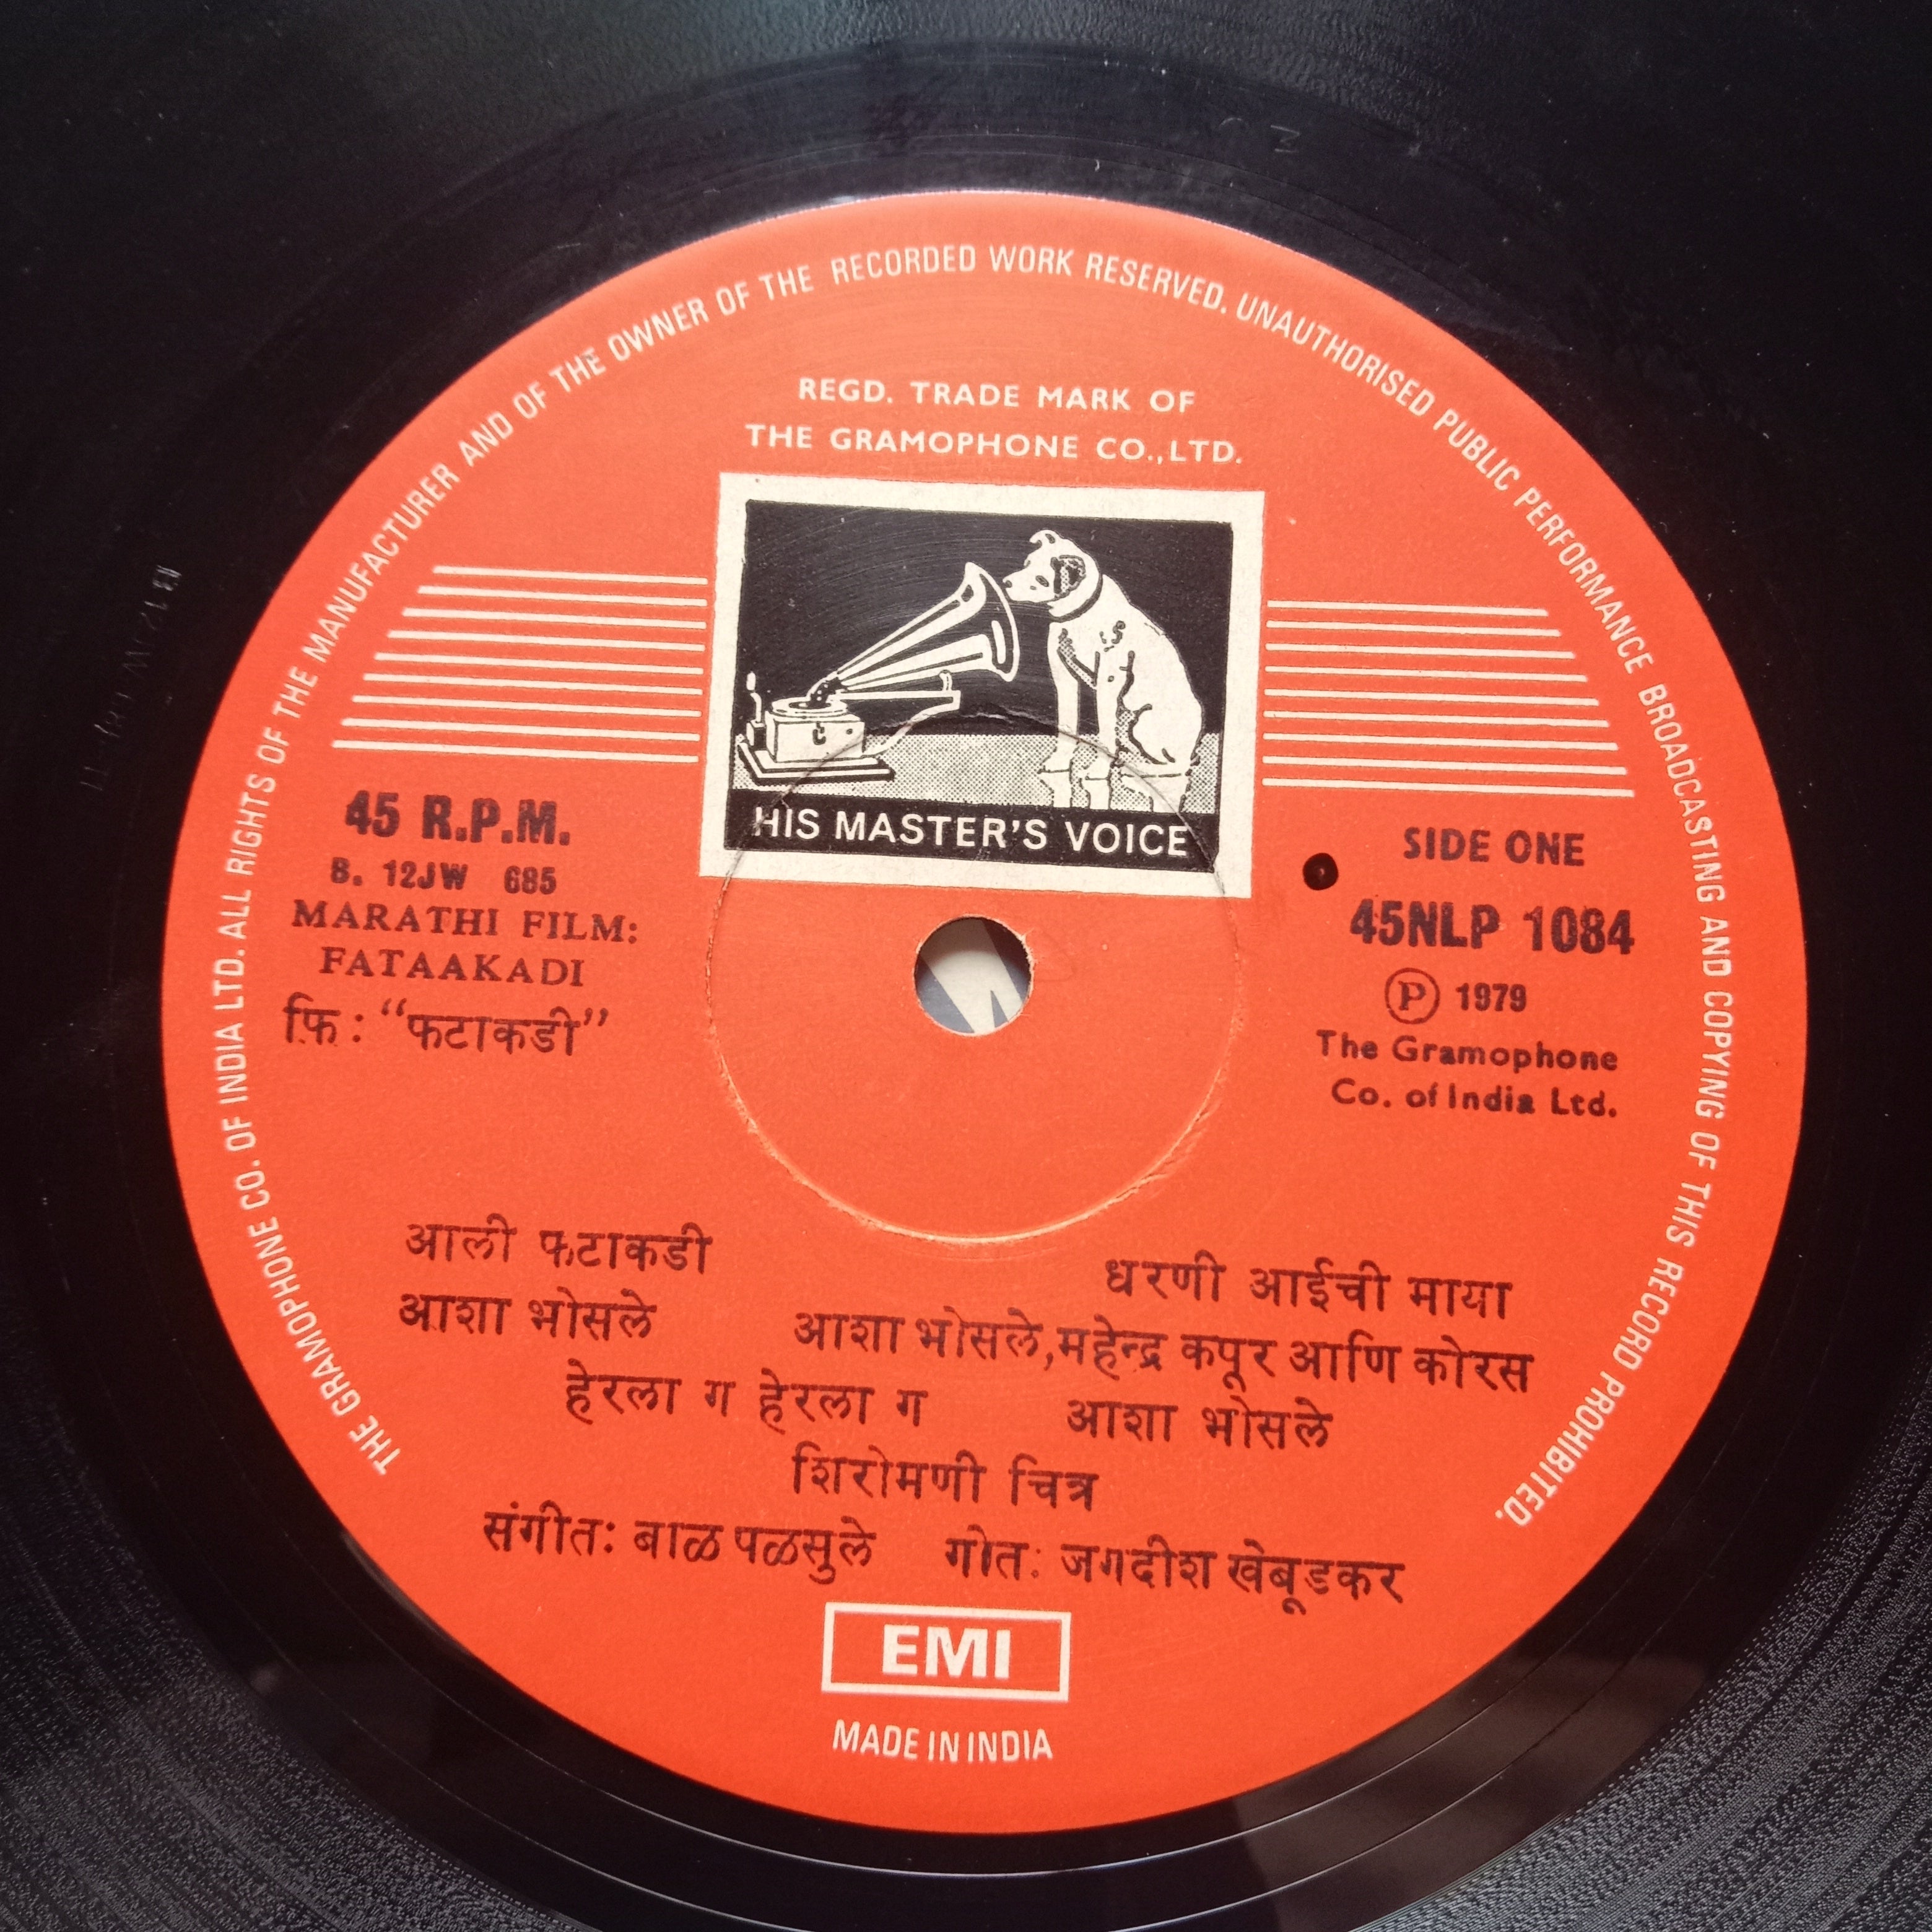 THE GRAMOPHONE CO. OF INDIA LTD. ALL RIGHTS OF THE MANUFACTURER AND OF THE OWNER OF THE RECORDED WORK RESERVED. UNAUTHORISED PUBLIC PERFORMANCE BROADCASTING AND COPYING OF THIS RECORD PROHIBITED.
REGD. TRADE MARK OF
THE GRAMOPHONE CO., LTD.
HIS MASTER'S VOICE
45 R.P.M.
B. 12JW 685
MARATHI FILM:
FATAAKADI
फि: "फटाकडी"
SIDE ONE
45NLP 1084
Ⓟ 1979
The Gramophone
Co. of India Ltd.
आली फटाकडी
आशा भोसले
धरणी आईची माया
आशा भोसले, महेन्द्र कपूर आणि कोरस
हेरला ग हेरला ग आशा भोसले
शिरोमणी चित्र
संगीत: बाळ पळसुले गीत: जगदीश खेबूडकर
EMI
MADE IN INDIA